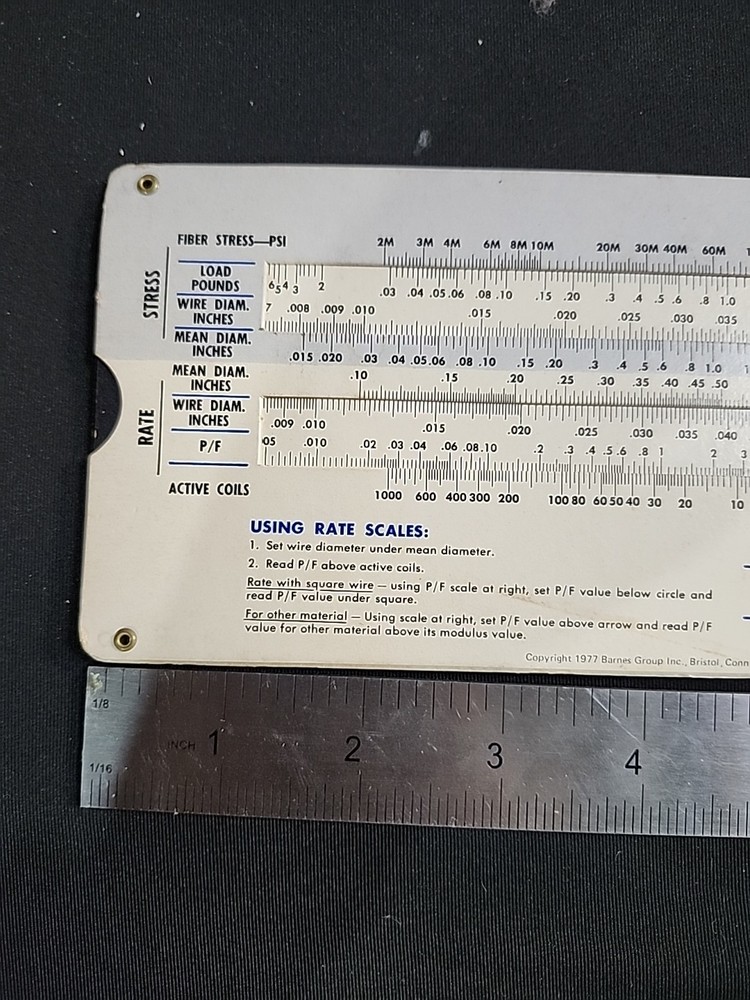 FIBER STRESS—PSI
2M 3M 4M 6M 8M 10M 20M 30M 40M 60M
STRESS
LOAD
POUNDS
6 5 4 3 2 .03 .04 .05 .06 .08 .10 .15 .20 .3 .4 .5 .6 .8 1.0
WIRE DIAM.
INCHES
7 .008 .009 .010 .015 .020 .025 .030 .035
MEAN DIAM.
INCHES
.015 .020 .03 .04 .05 .06 .08 .10 .15 .20 .3 .4 .5 .6 .8 1.0
RATE
MEAN DIAM.
INCHES
.10 .15 .20 .25 .30 .35 .40 .45 .50
WIRE DIAM.
INCHES
.009 .010 .015 .020 .025 .030 .035 .040
P/F
05 .010 .02 .03 .04 .06 .08 .10 .2 .3 .4 .5 .6 .8 1 2 3
ACTIVE COILS
1000 600 400 300 200 100 80 60 50 40 30 20 10
USING RATE SCALES:
1. Set wire diameter under mean diameter.
2. Read P/F above active coils.
Rate with square wire — using P/F scale at right, set P/F value below circle and
read P/F value under square.
For other material — Using scale at right, set P/F value above arrow and read P/F
value for other material above its modulus value.
Copyright 1977 Barnes Group Inc., Bristol, Conn
1/8
INCH 1 2 3 4
1/16